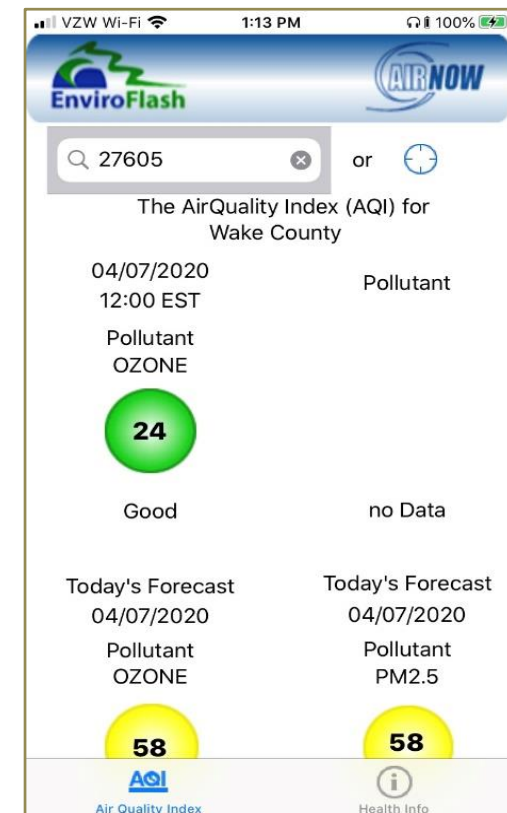 VZW Wi-Fi 1:13 PM 100%
EnviroFlash
AIRNOW
27605 or
The AirQuality Index (AQI) for
Wake County
04/07/2020
12:00 EST
Pollutant
OZONE
24
Good
Pollutant
no Data
Today's Forecast
04/07/2020
Pollutant
OZONE
58
Today's Forecast
04/07/2020
Pollutant
PM2.5
58
AQI
Air Quality Index
i
Health Info